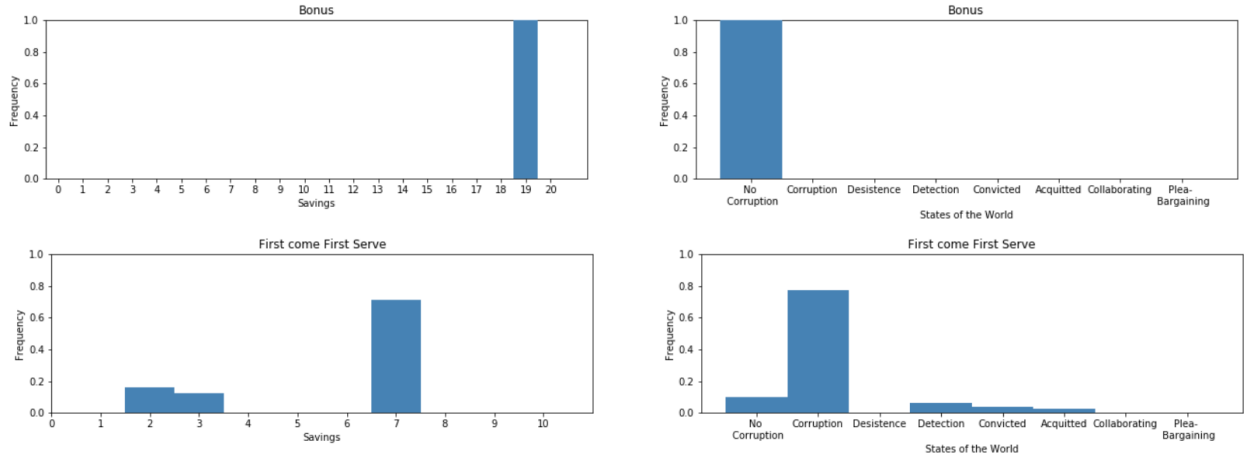 Bonus
Frequency
1.0
0.8
0.6
0.4
0.2
0.0
0 1 2 3 4 5 6 7 8 9 10 11 12 13 14 15 16 17 18 19 20
Savings
Bonus
Frequency
1.0
0.8
0.6
0.4
0.2
0.0
No Corruption Desistence Detection Convicted Acquitted Collaborating Plea-
Corruption Bargaining
States of the World
First come First Serve
Frequency
1.0
0.8
0.6
0.4
0.2
0.0
0 1 2 3 4 5 6 7 8 9 10
Savings
First come First Serve
Frequency
1.0
0.8
0.6
0.4
0.2
0.0
No Corruption Desistence Detection Convicted Acquitted Collaborating Plea-
Corruption Bargaining
States of the World